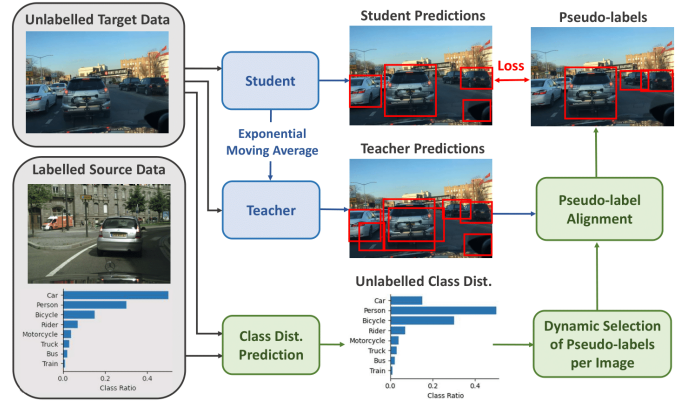 Unlabelled Target Data
Student Predictions
Pseudo-labels
Student
Loss
Exponential
Moving Average
Labelled Source Data
Teacher Predictions
Teacher
Pseudo-label
Alignment
Unlabelled Class Dist.
Car
Person
Bicycle
Rider
Motorcycle
Truck
Bus
Train
0.0 0.2 0.4
Class Ratio
Class Dist.
Prediction
Car
Person
Bicycle
Rider
Motorcycle
Truck
Bus
Train
0.0 0.2 0.4
Class Ratio
Dynamic Selection
of Pseudo-labels
per Image